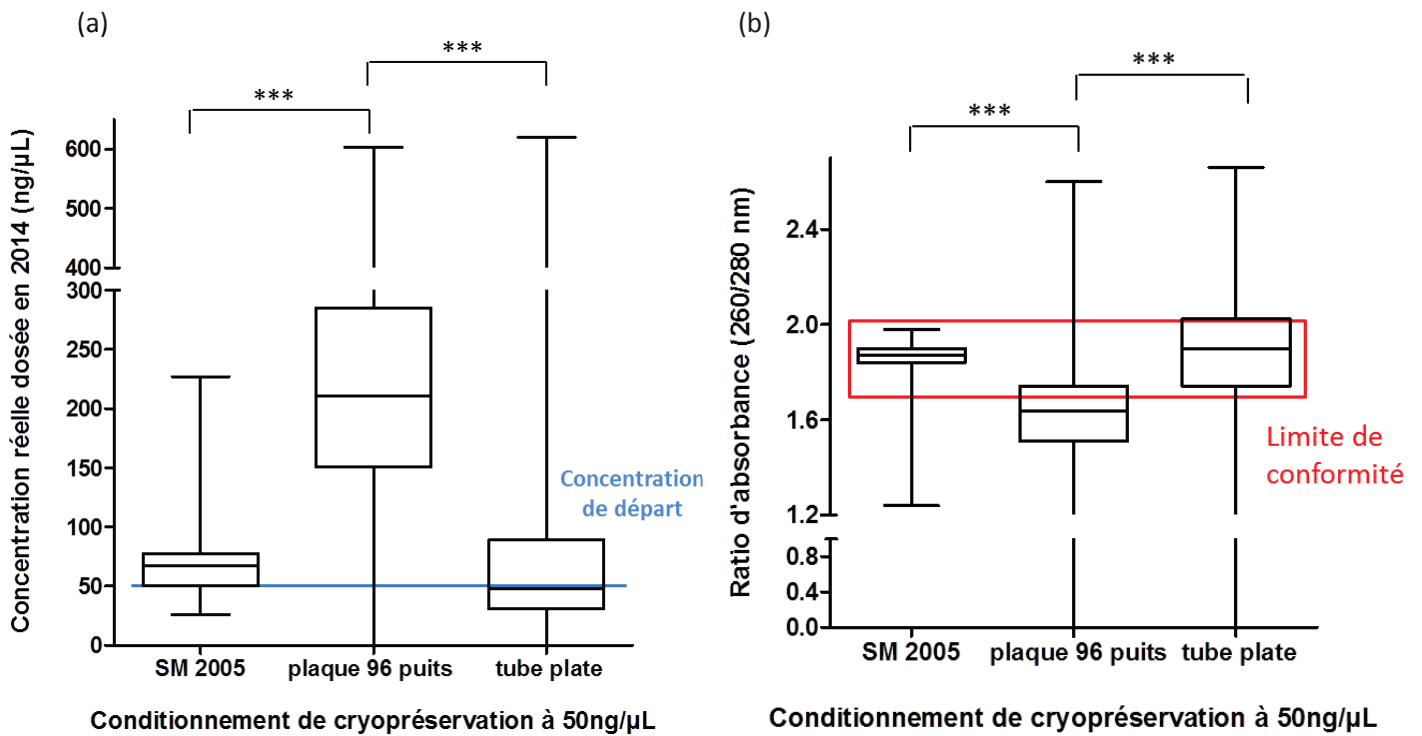 (a)
***
***
Concentration réelle dosée en 2014 (ng/µL)
600
500
400
300
250
200
150
100
50
0
Concentration
de départ
SM 2005
plaque 96 puits
tube plate
Conditionnement de cryopréservation à 50ng/µL
(b)
***
***
Ratio d'absorbance (260/280 nm)
2.4
2.0
1.6
1.2
0.8
0.4
0.0
Limite de
conformité
SM 2005
plaque 96 puits
tube plate
Conditionnement de cryopréservation à 50ng/µL